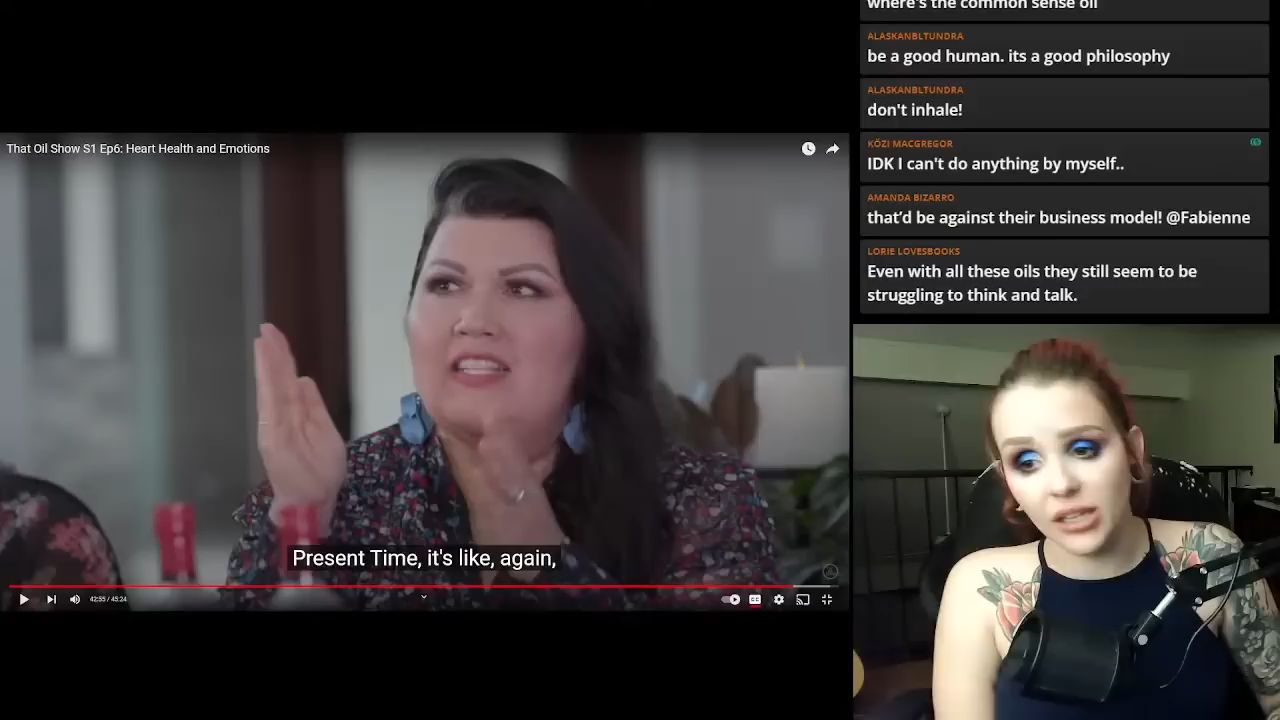 where's the common sense oil
ALASKANBLTUNDRA
be a good human. its a good philosophy
ALASKANBLTUNDRA
don't inhale!
KŌZI MACGREGOR
IDK I can't do anything by myself..
AMANDA BIZARRO
that'd be against their business model! @Fabienne
LORIE LOVESBOOKS
Even with all these oils they still seem to be
struggling to think and talk.
That Oil Show S1 Ep6: Heart Health and Emotions
Present Time, it's like, again,
42:35 / 45:24